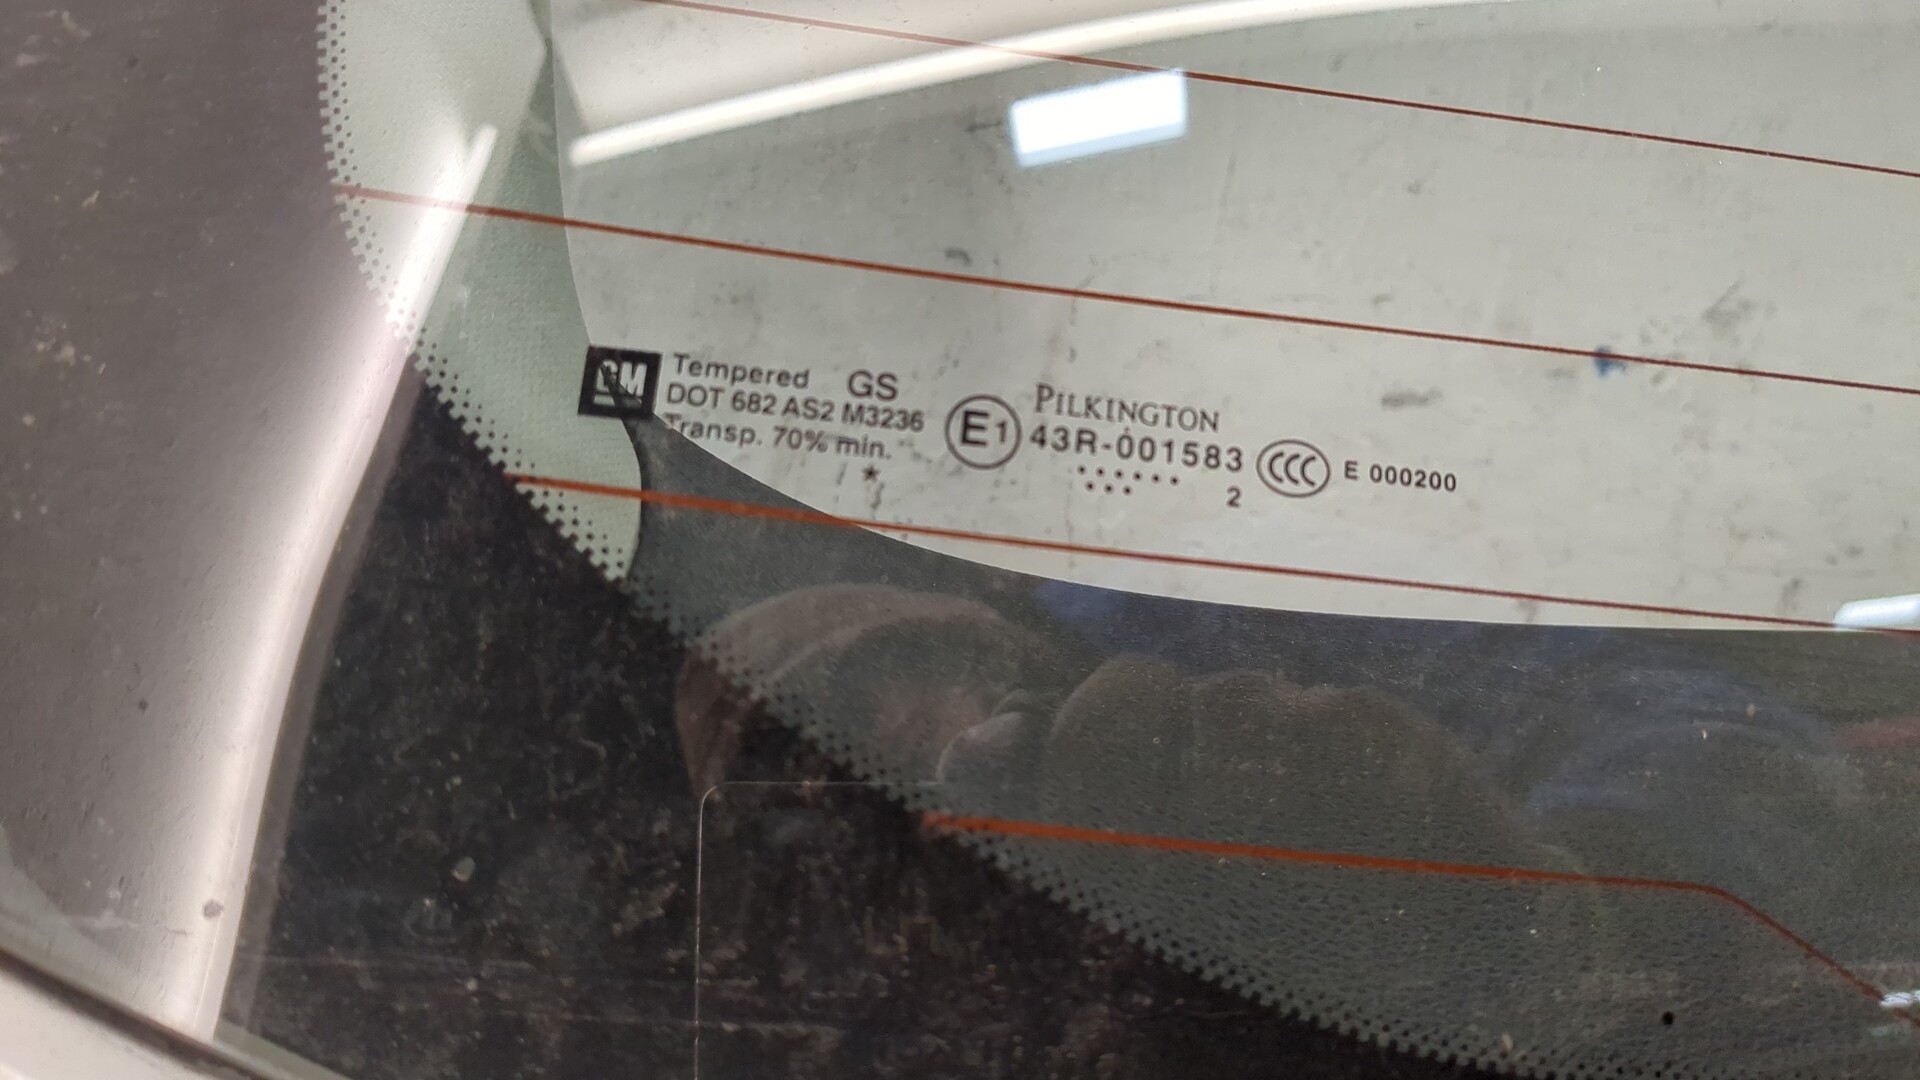 GM
Tempered GS
DOT 682 AS2 M3236
Transp. 70% min.
*
E1
PILKINGTON
43R-001583
2
CCC
E 000200